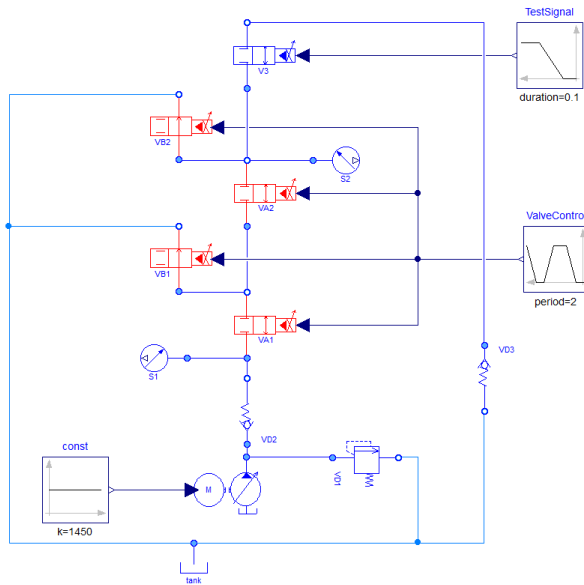 TestSignal
V3
duration=0.1
VB2
S2
VA2
ValveContro
VB1
period=2
VA1
VD3
S1
const
VD2
M
VD1
k=1450
tank